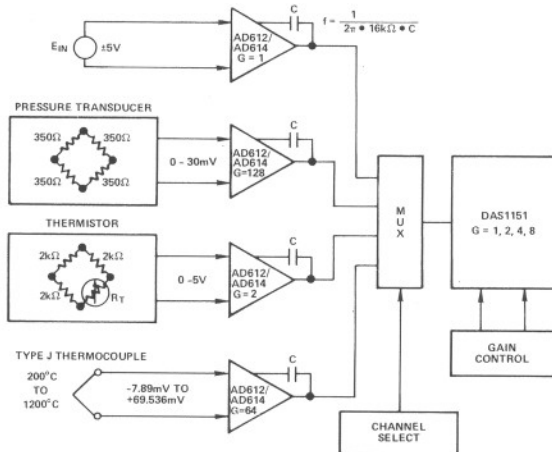 C
f = 1 / 2π • 16kΩ • C
E_IN
±5V
AD612/
AD614
G = 1
PRESSURE TRANSDUCER
350Ω 350Ω
350Ω 350Ω
0 - 30mV
C
AD612/
AD614
G=128
THERMISTOR
2kΩ 2kΩ
2kΩ R_T
0 -5V
C
AD612/
AD614
G = 2
TYPE J THERMOCOUPLE
200°C
TO
1200°C
-7.89mV TO
+69.536mV
C
AD612/
AD614
G=64
MUX
DAS1151
G = 1, 2, 4, 8
GAIN
CONTROL
CHANNEL
SELECT